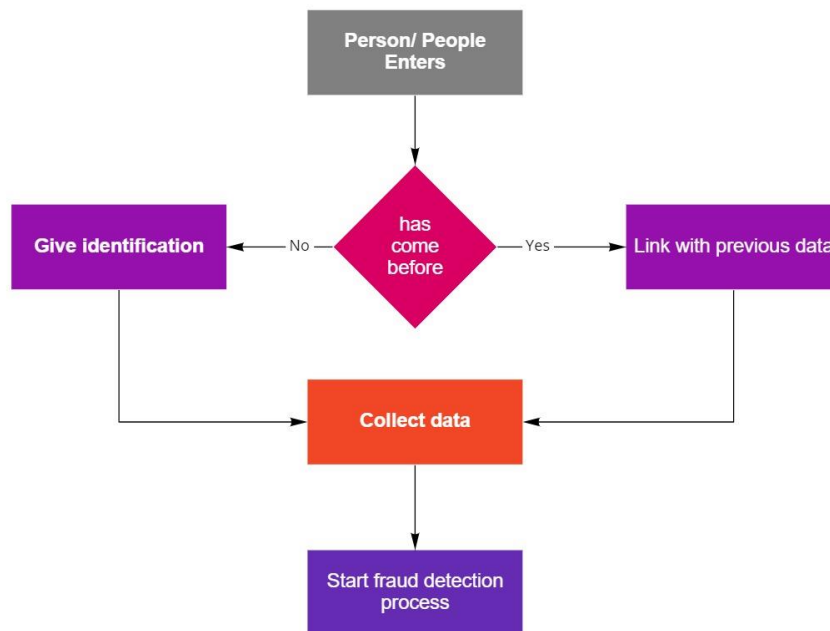 Person/ People
Enters
has
come
before
Give identification
No
Yes
Link with previous data
Collect data
Start fraud detection
process